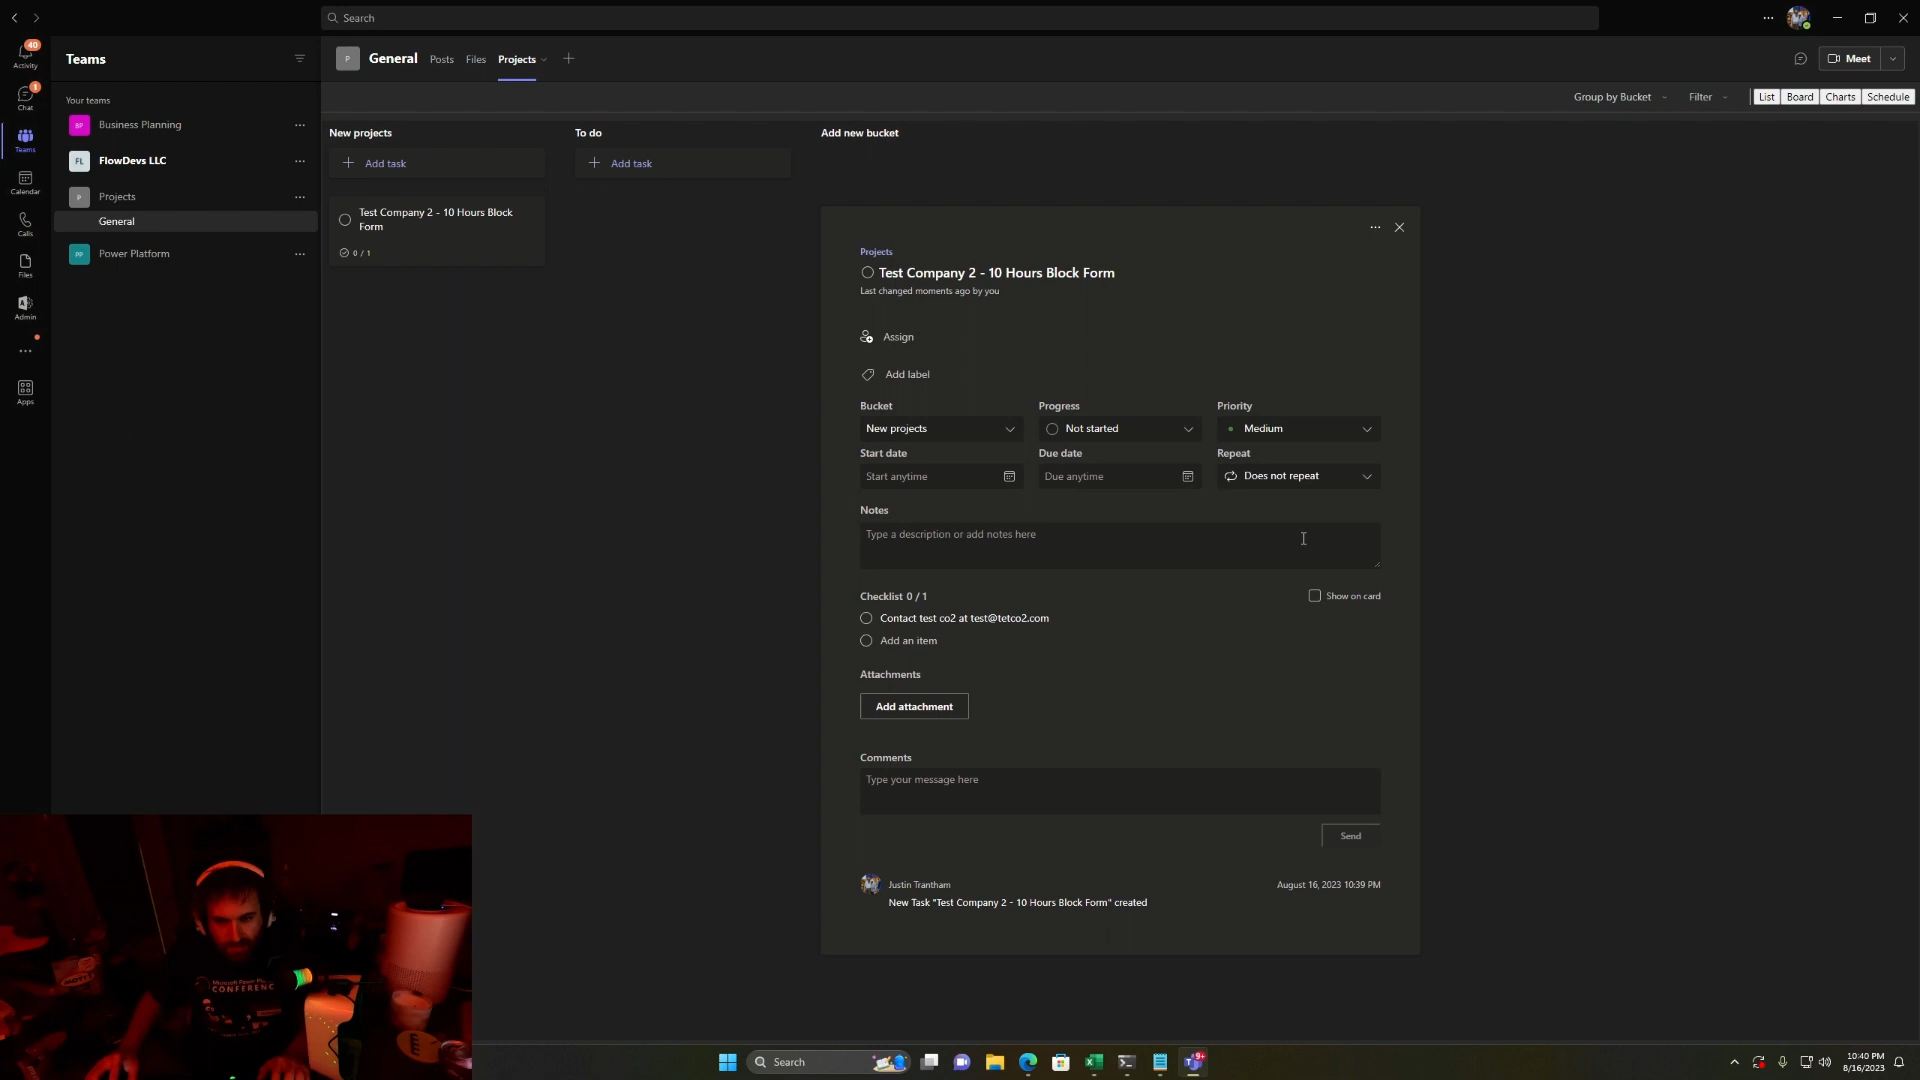 Search
40
Activity
1
Chat
Teams
Calendar
Calls
Files
Admin
Apps
Teams
Your teams
BP Business Planning
FL FlowDevs LLC
P Projects
General
PP Power Platform
P General Posts Files Projects
Meet
Group by Bucket Filter List Board Charts Schedule
New projects To do Add new bucket
Add task Add task
Test Company 2 - 10 Hours Block
Form
0 / 1
Projects
Test Company 2 - 10 Hours Block Form
Last changed moments ago by you
Assign
Add label
Bucket Progress Priority
New projects Not started Medium
Start date Due date Repeat
Start anytime Due anytime Does not repeat
Notes
Type a description or add notes here
Checklist 0 / 1 Show on card
Contact test co2 at test@tetco2.com
Add an item
Attachments
Add attachment
Comments
Type your message here
Send
Justin Trantham August 16, 2023 10:39 PM
New Task "Test Company 2 - 10 Hours Block Form" created
CONFERENC
Search
9+
10:40 PM
8/16/2023